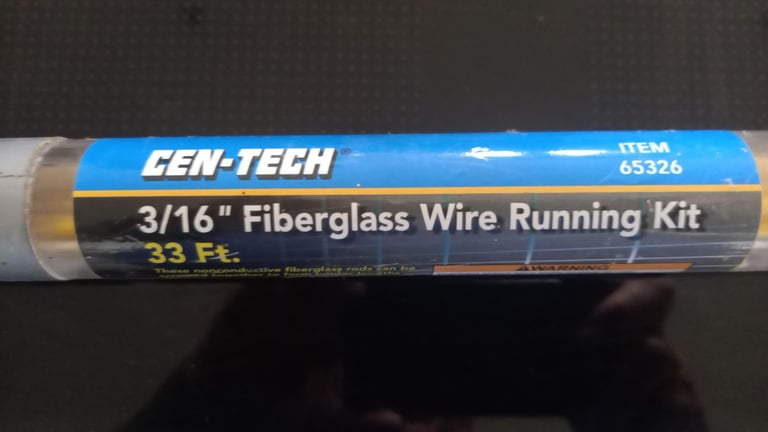 CEN-TECH®
ITEM
65326
3/16" Fiberglass Wire Running Kit
33 Ft.
These nonconductive fiberglass rods can be
WARNING